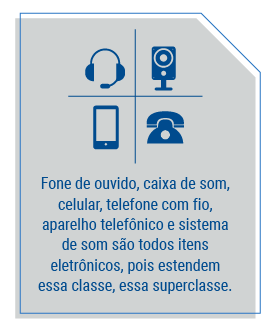 Fone de ouvido, caixa de som,
celular, telefone com fio,
aparelho telefônico e sistema
de som são todos itens
eletrônicos, pois estendem
essa classe, essa superclasse.